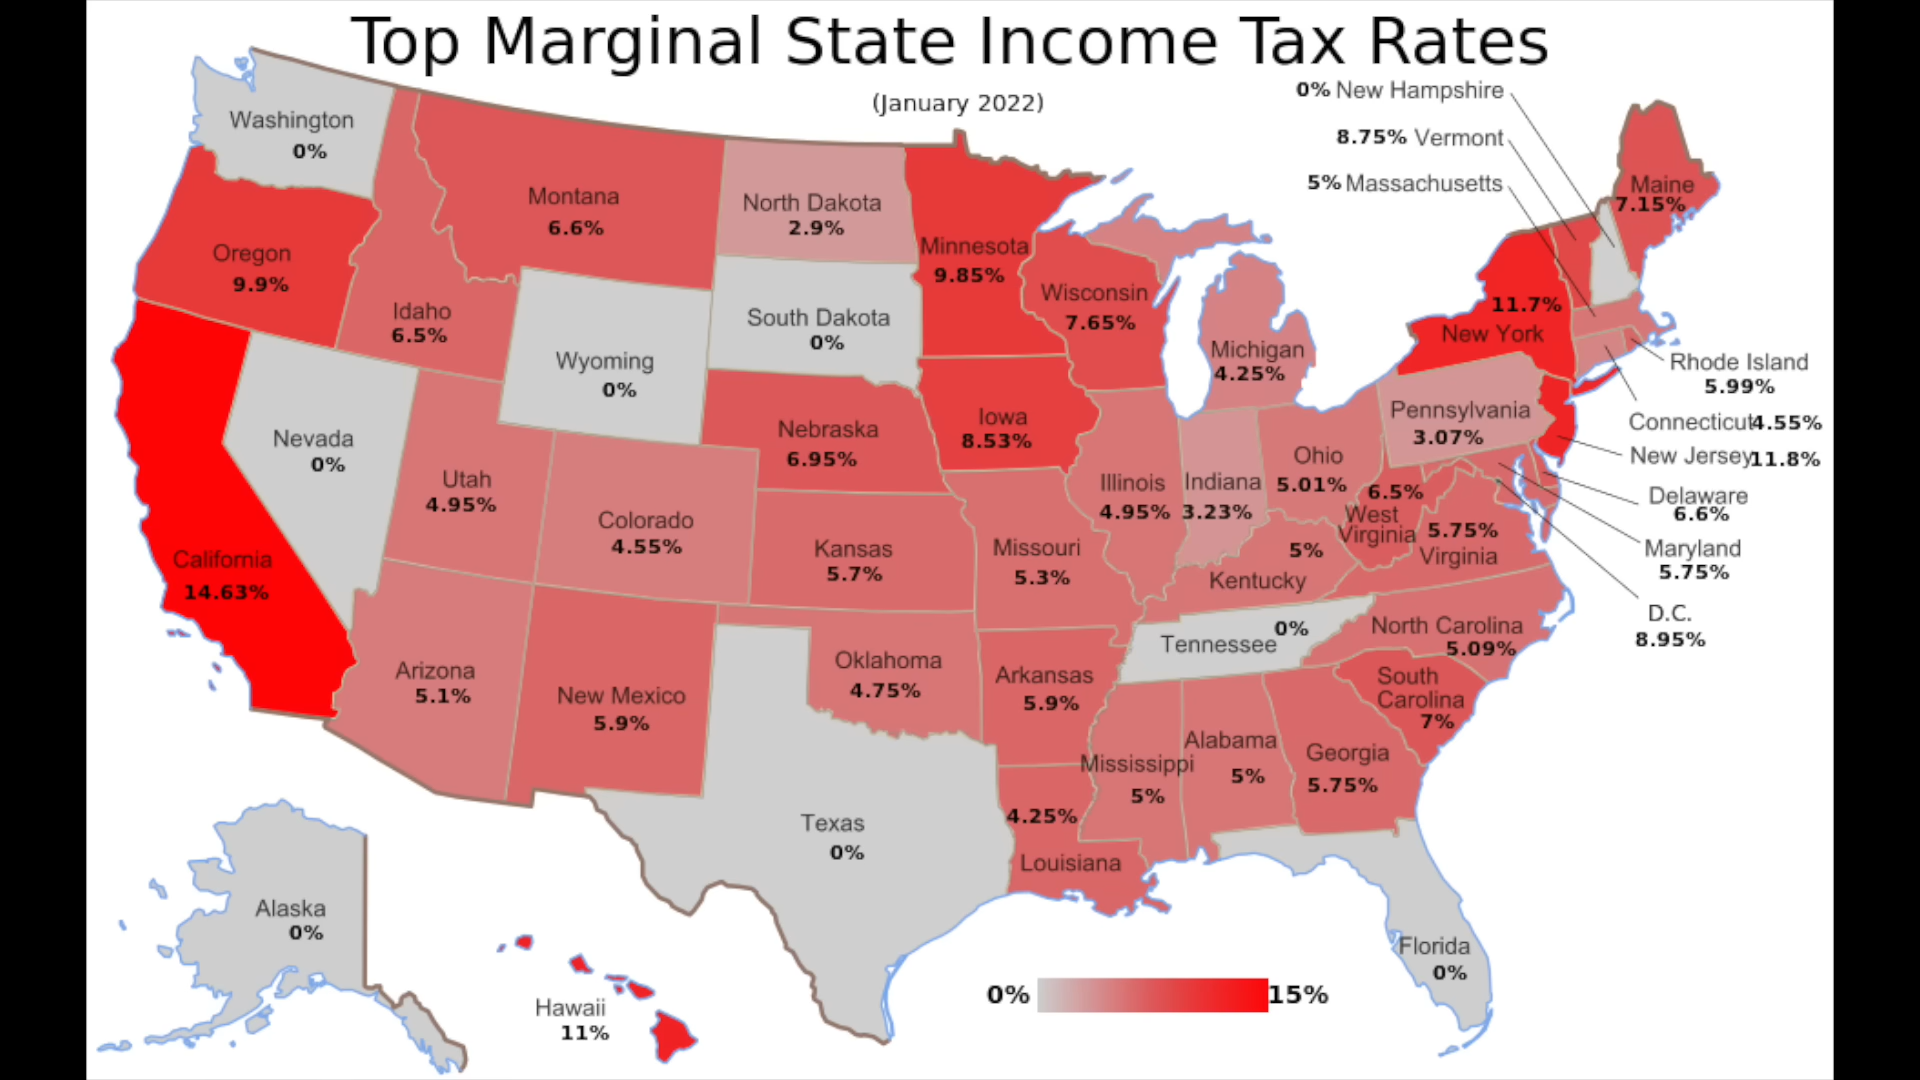 Top Marginal State Income Tax Rates
(January 2022)
0% New Hampshire
8.75% Vermont
5% Massachusetts
Washington
0%
Maine
7.15%
Montana
6.6%
North Dakota
2.9%
Minnesota
9.85%
Oregon
9.9%
Idaho
6.5%
Wisconsin
7.65%
11.7%
New York
South Dakota
0%
Wyoming
0%
Michigan
4.25%
Rhode Island
5.99%
Pennsylvania
3.07%
Connecticut4.55%
Iowa
8.53%
Nebraska
6.95%
Nevada
0%
New Jersey11.8%
Ohio
5.01%
Utah
4.95%
Illinois
4.95%
Indiana
3.23%
6.5%
West
Virginia
Delaware
6.6%
Colorado
4.55%
5.75%
Virginia
Kansas
5.7%
Missouri
5.3%
5%
Kentucky
Maryland
5.75%
California
14.63%
D.C.
8.95%
0%
Tennessee
North Carolina
5.09%
Arizona
5.1%
New Mexico
5.9%
Oklahoma
4.75%
Arkansas
5.9%
South
Carolina
7%
Mississippi
5%
Alabama
5%
Georgia
5.75%
Texas
0%
4.25%
Louisiana
Alaska
0%
Florida
0%
Hawaii
11%
0%
15%